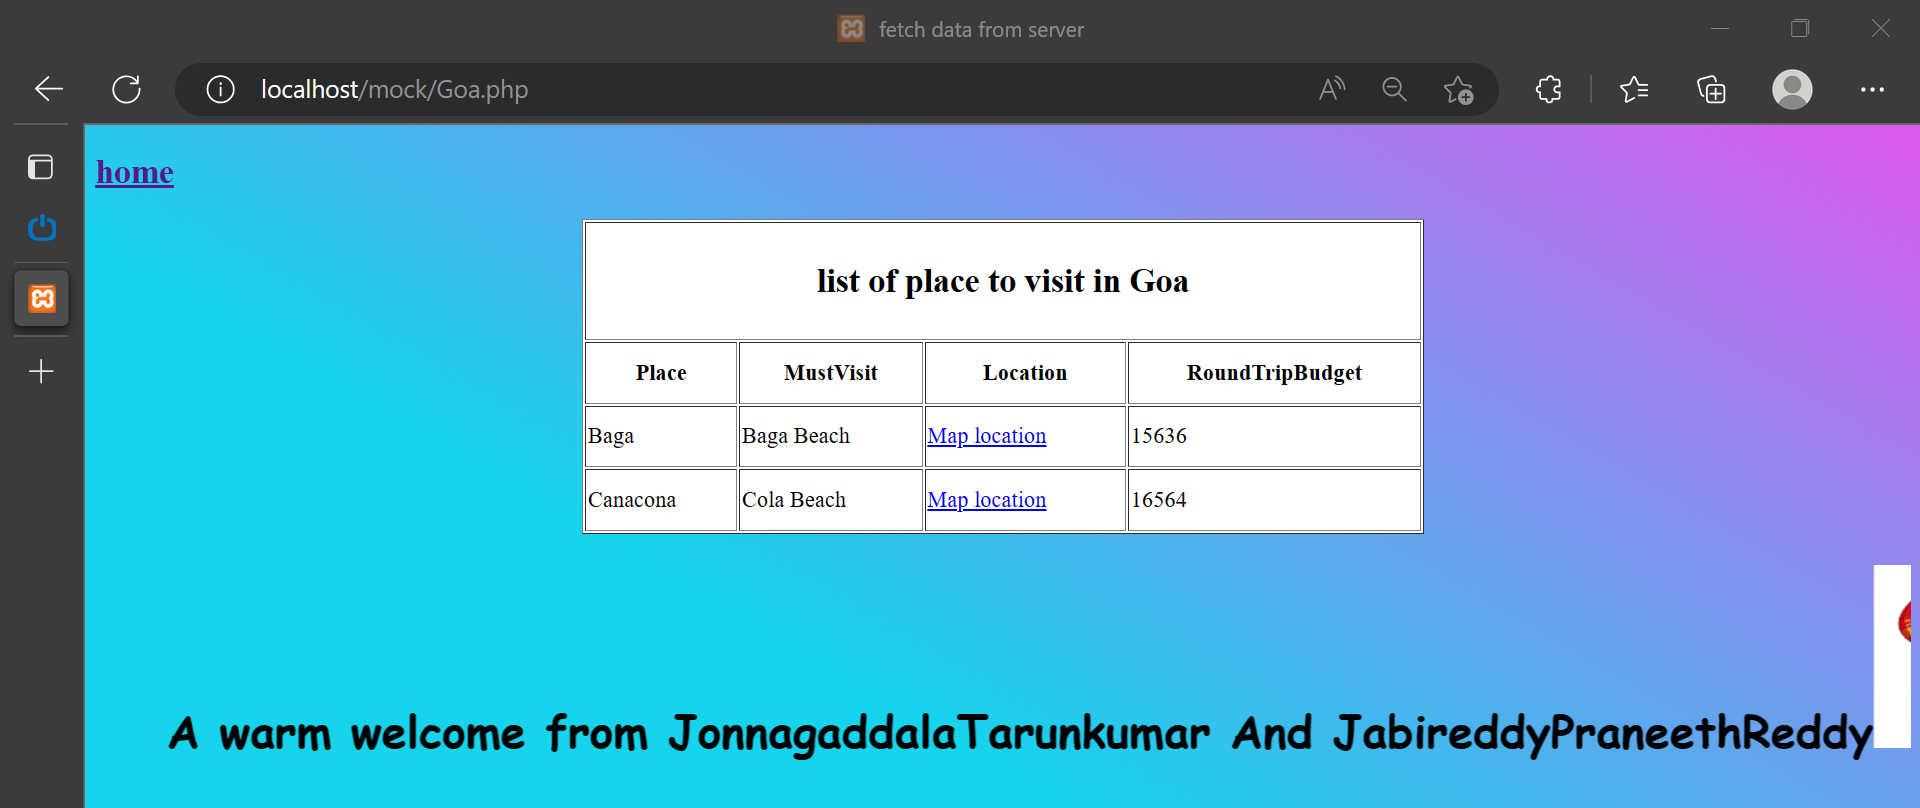 fetch data from server
localhost/mock/Goa.php
home
list of place to visit in Goa
Place MustVisit Location RoundTripBudget
Baga Baga Beach Map location 15636
Canacona Cola Beach Map location 16564
A warm welcome from JonnagaddalaTarunkumar And JabireddyPraneethReddy